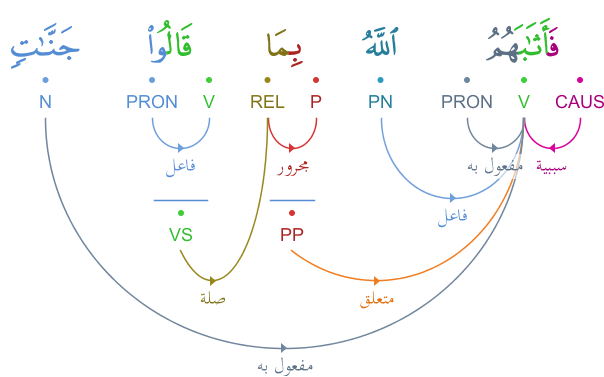 فَأَثَـٰبَهُمُ ٱللَّهُ بِمَا قَالُوا۟ جَنَّـٰتٍ
N PRON V REL P PN PRON V CAUS
فاعل مجرور مفعول به سببية
فاعل
VS PP
صلة متعلق
مفعول به